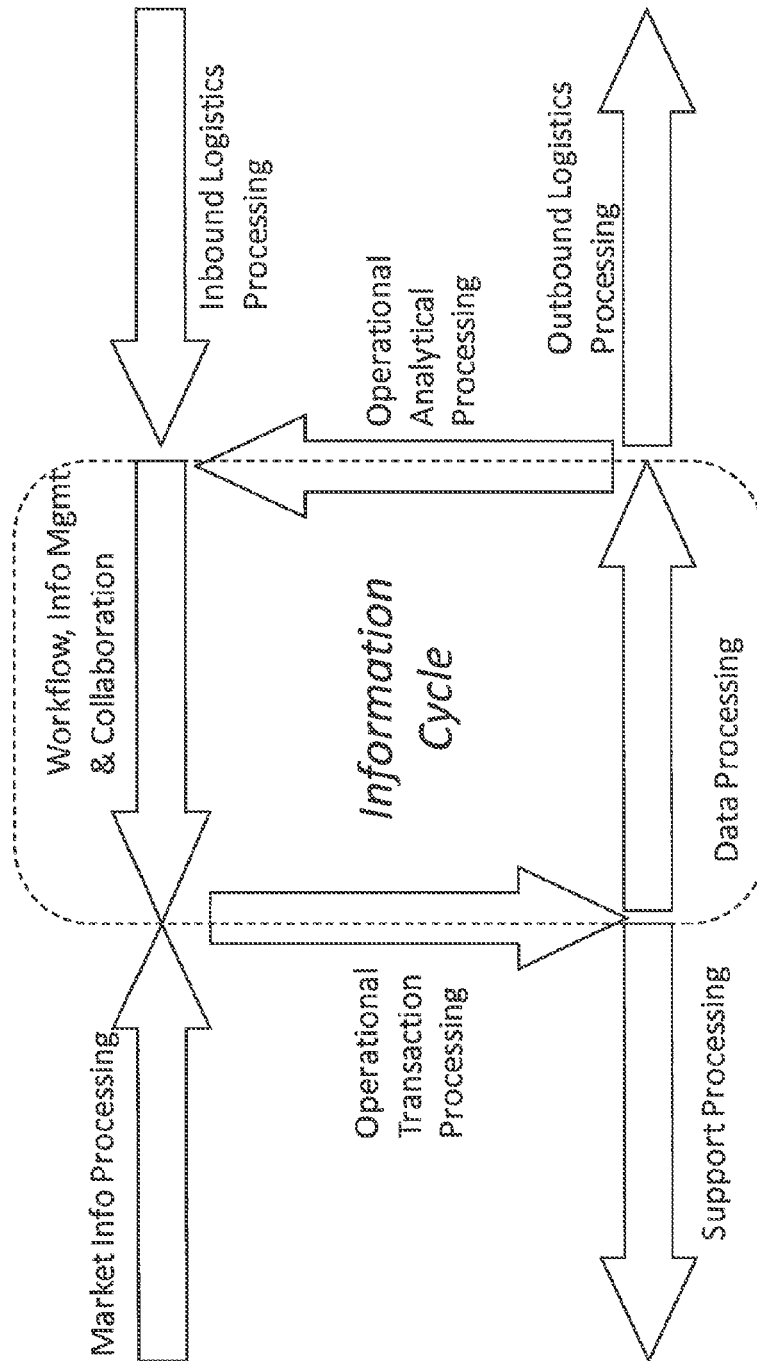 Market Info Processing
Workflow, Info Mgmt
& Collaboration
Inbound Logistics
Processing
Operational
Transaction
Processing
Information
Cycle
Operational
Analytical
Processing
Support Processing
Data Processing
Outbound Logistics
Processing